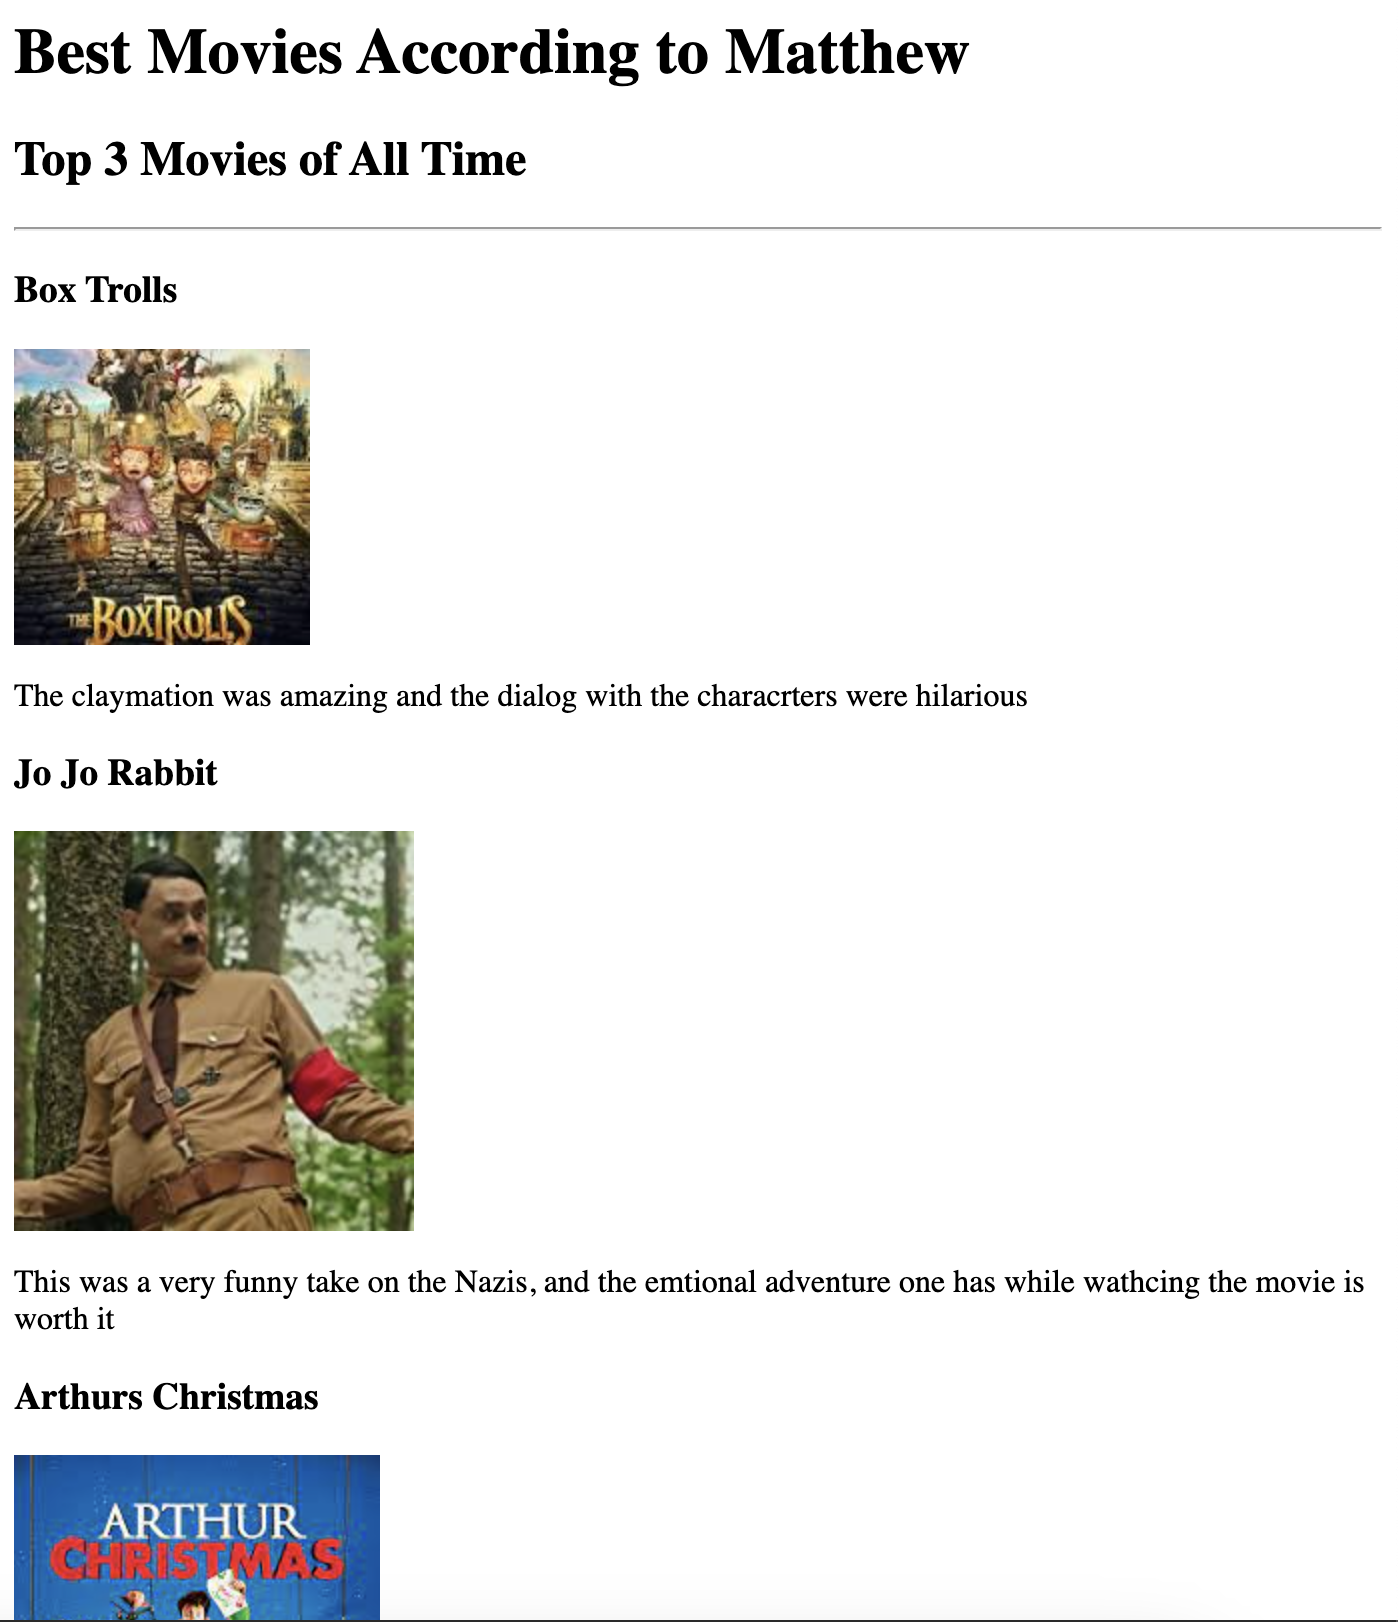 Best Movies According to Matthew
Top 3 Movies of All Time
Box Trolls
THE BOXTROLLS
The claymation was amazing and the dialog with the characrters were hilarious
Jo Jo Rabbit
This was a very funny take on the Nazis, and the emtional adventure one has while wathcing the movie is
worth it
Arthurs Christmas
ARTHUR
CHRISTMAS